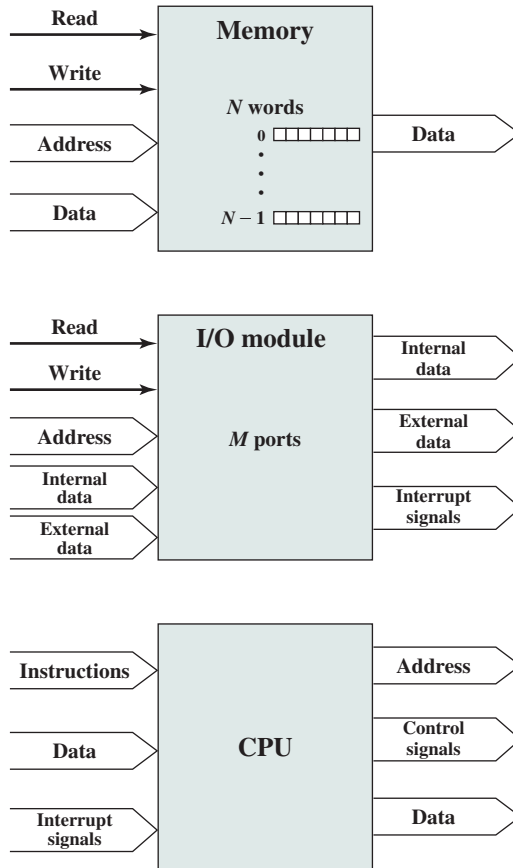 Read
Memory
Write
N words
0
Address
Data
Data
N – 1
Read
I/O module
Write
Internal
data
Address
M ports
External
data
Internal
data
External
data
Interrupt
signals
Instructions
Address
Data
CPU
Control
signals
Interrupt
signals
Data